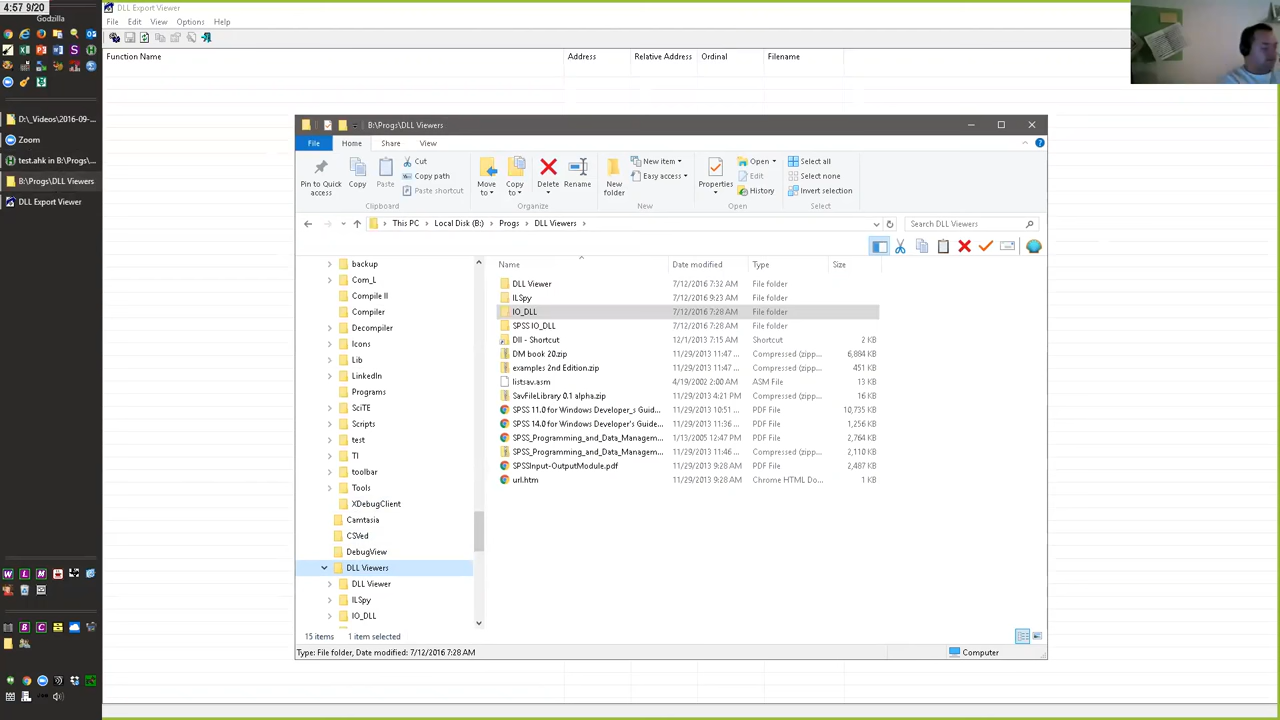 4:57 9/20
Godzilla
D:\_Videos\2016-09-...
Zoom
test.ahk in B:\Progs\...
B:\Progs\DLL Viewers
DLL Export Viewer
DLL Export Viewer
File Edit View Options Help
Function Name Address Relative Address Ordinal Filename
B:\Progs\DLL Viewers
File Home Share View
Pin to Quick access
Copy
Paste
Cut
Copy path
Paste shortcut
Clipboard
Move to
Copy to
Delete
Rename
Organize
New folder
New item
Easy access
New
Properties
Open
Edit
History
Open
Select all
Select none
Invert selection
Select
This PC Local Disk (B:) Progs DLL Viewers
Search DLL Viewers
backup
Com_L
Compile II
Compiler
Decompiler
Icons
Lib
LinkedIn
Programs
SciTE
Scripts
test
TI
toolbar
Tools
XDebugClient
Camtasia
CSVed
DebugView
DLL Viewers
DLL Viewer
ILSpy
IO_DLL
Name Date modified Type Size
DLL Viewer 7/12/2016 7:32 AM File folder
ILSpy 7/12/2016 9:23 AM File folder
IO_DLL 7/12/2016 7:28 AM File folder
SPSS IO_DLL 7/12/2016 7:28 AM File folder
Dll - Shortcut 12/1/2013 7:15 AM Shortcut 2 KB
DM book 20.zip 11/29/2013 11:47 ... Compressed (zipp... 6,884 KB
examples 2nd Edition.zip 11/29/2013 11:47 ... Compressed (zipp... 451 KB
listsav.asm 4/19/2002 2:00 AM ASM File 13 KB
SavFileLibrary 0.1 alpha.zip 11/29/2013 4:21 PM Compressed (zipp... 16 KB
SPSS 11.0 for Windows Developer_s Guid... 11/29/2013 10:51 ... PDF File 10,735 KB
SPSS 14.0 for Windows Developer's Guide... 11/29/2013 11:36 ... PDF File 1,256 KB
SPSS_Programming_and_Data_Managem... 1/13/2005 12:47 PM PDF File 2,764 KB
SPSS_Programming_and_Data_Managem... 11/29/2013 11:46 ... Compressed (zipp... 2,110 KB
SPSSInput-OutputModule.pdf 11/29/2013 9:28 AM PDF File 2,487 KB
url.htm 11/29/2013 9:28 AM Chrome HTML Do... 1 KB
15 items 1 item selected
Type: File folder, Date modified: 7/12/2016 7:28 AM
Computer